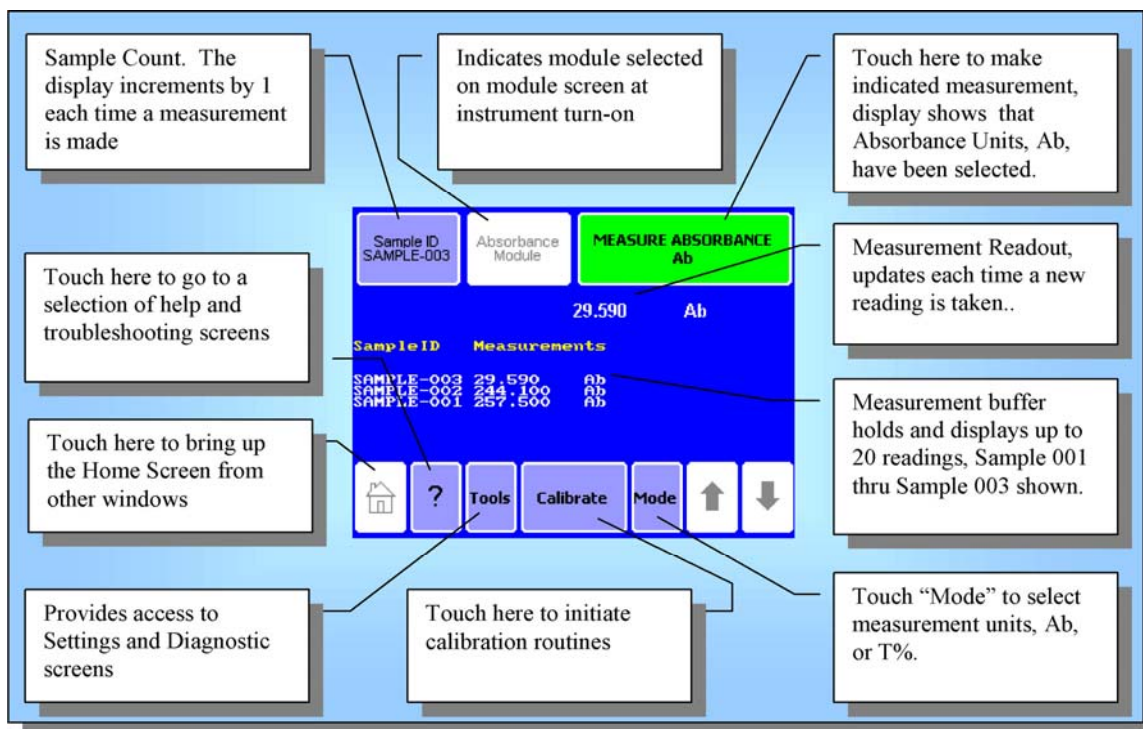 Sample Count.  The
display increments by 1
each time a measurement
is made
Indicates module selected
on module screen at
instrument turn-on
Touch here to make
indicated measurement,
display shows  that
Absorbance Units, Ab,
have been selected.
Touch here to go to a
selection of help and
troubleshooting screens
Sample ID
SAMPLE-003
Absorbance
Module
MEASURE ABSORBANCE
Ab
29.590 Ab
SampleID Measurements
SAMPLE-003 29.590 Ab
SAMPLE-002 244.100 Ab
SAMPLE-001 257.500 Ab
Measurement Readout,
updates each time a new
reading is taken..
Touch here to bring up
the Home Screen from
other windows
Measurement buffer
holds and displays up to
20 readings, Sample 001
thru Sample 003 shown.
? Tools Calibrate Mode
Provides access to
Settings and Diagnostic
screens
Touch here to initiate
calibration routines
Touch “Mode” to select
measurement units, Ab,
or T%.